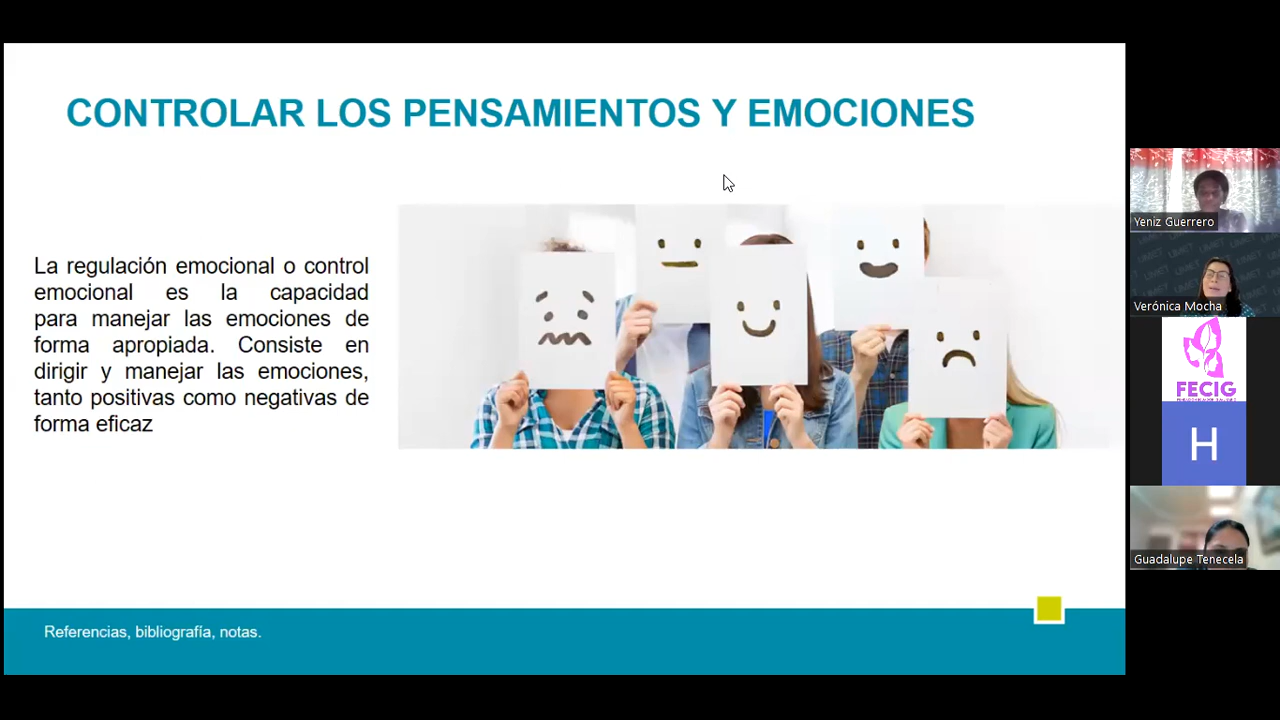 CONTROLAR LOS PENSAMIENTOS Y EMOCIONES
La regulación emocional o control
emocional es la capacidad
para manejar las emociones de
forma apropiada. Consiste en
dirigir y manejar las emociones,
tanto positivas como negativas de
forma eficaz
Referencias, bibliografía, notas.
Yeniz Guerrero
Verónica Mocha
FECIG
H
Guadalupe Tenecela